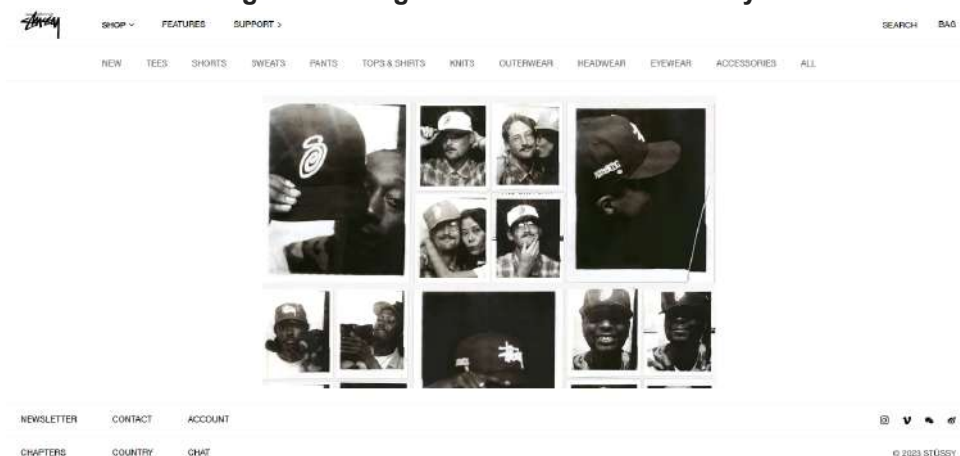 Stüssy
SHOP FEATURES SUPPORT > SEARCH BAG
NEW TEES SHORTS SWEATS PANTS TOPS & SHIRTS KNITS OUTERWEAR HEADWEAR EYEWEAR ACCESSORIES ALL
NEWSLETTER CONTACT ACCOUNT
CHAPTERS COUNTRY CHAT © 2023 STÜSSY